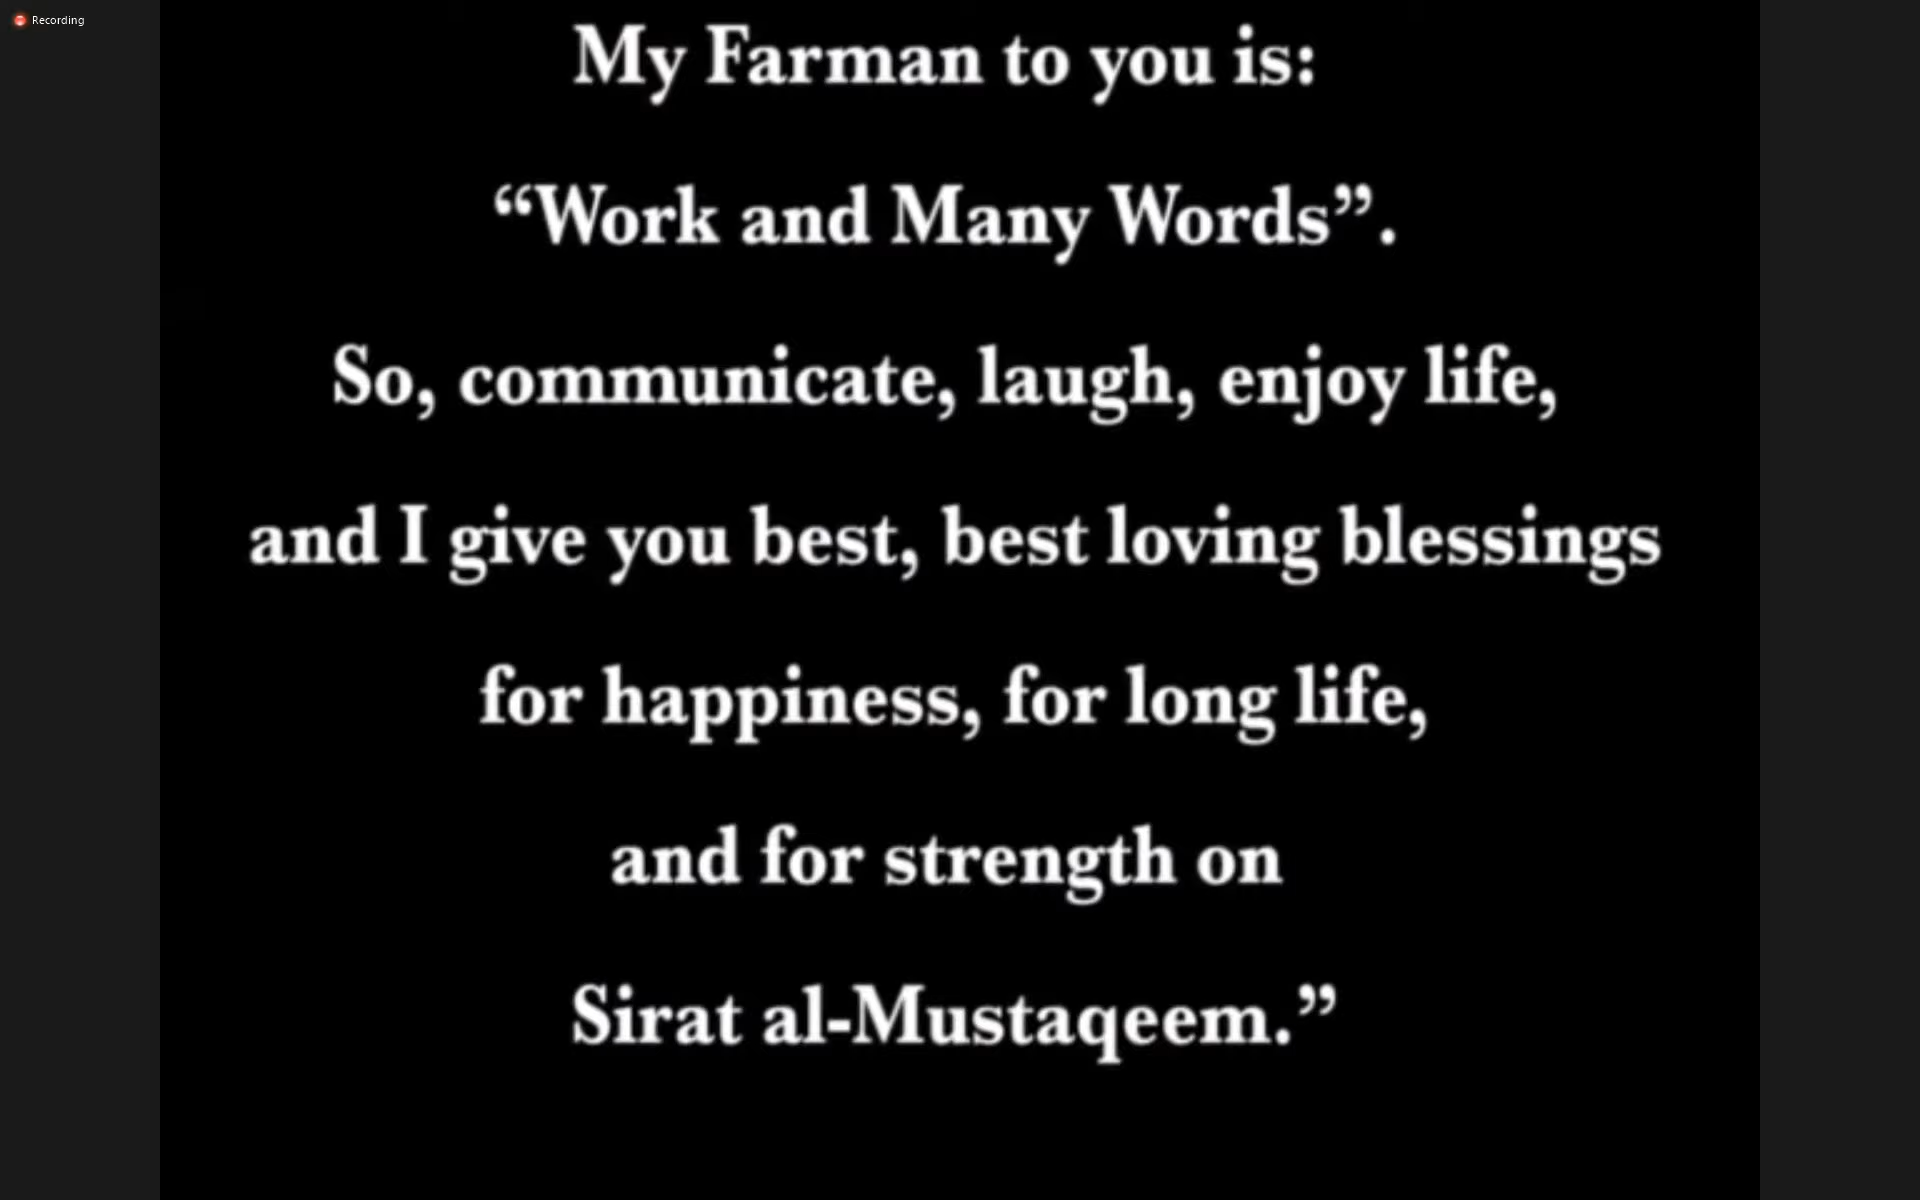 Recording
My Farman to you is:
“Work and Many Words”.
So, communicate, laugh, enjoy life,
and I give you best, best loving blessings
for happiness, for long life,
and for strength on
Sirat al-Mustaqeem.”